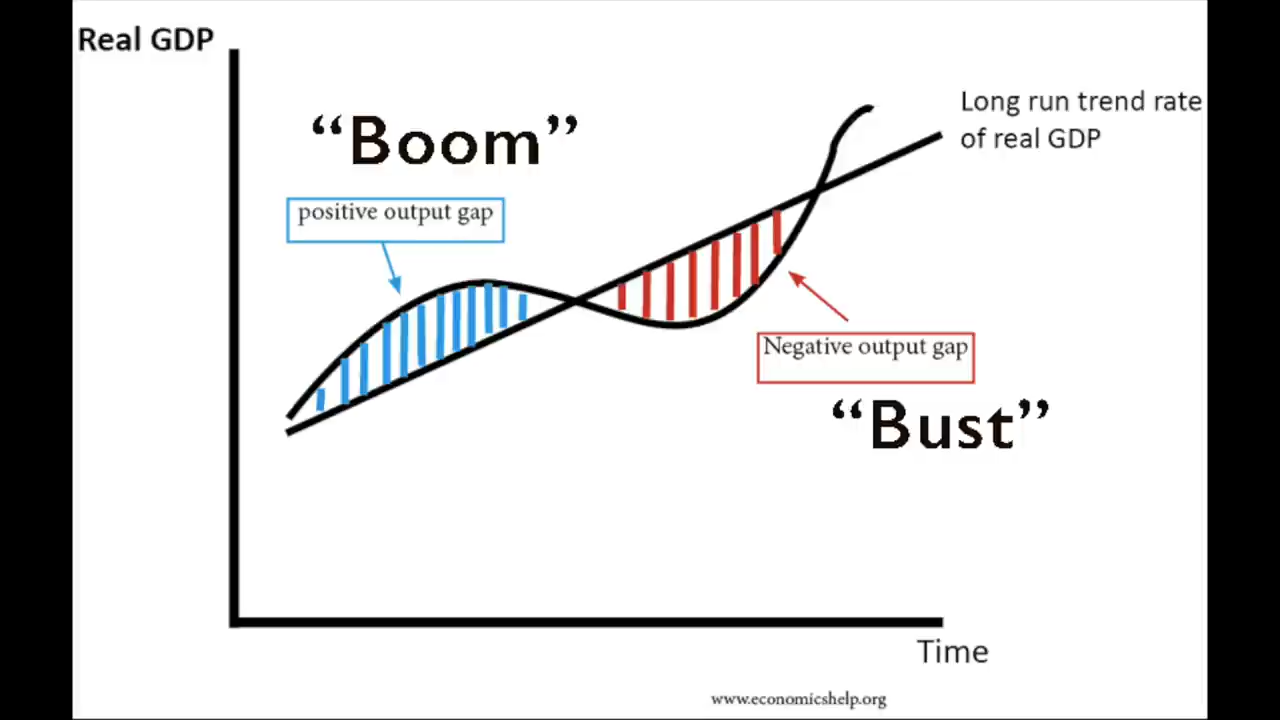 Real GDP
“Boom”
Long run trend rate
of real GDP
positive output gap
Negative output gap
“Bust”
Time
www.economicshelp.org